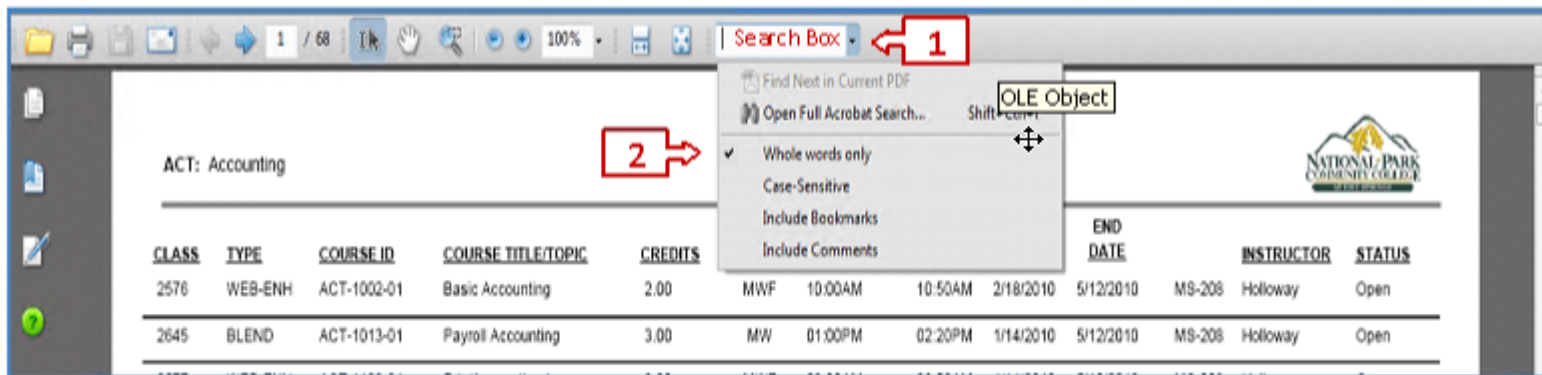 1 / 68 100% Search Box 1
Find Next in Current PDF
OLE Object
Open Full Acrobat Search...
2 Whole words only
ACT: Accounting
Case-Sensitive
Include Bookmarks
Include Comments
NATIONAL PARK
COMMUNITY COLLEGE
END
CLASS TYPE COURSE ID COURSE TITLE/TOPIC CREDITS DATE INSTRUCTOR STATUS
2576 WEB-ENH ACT-1002-01 Basic Accounting 2.00 MWF 10:00AM 10:50AM 2/18/2010 5/12/2010 MS-208 Holloway Open
2645 BLEND ACT-1013-01 Payroll Accounting 3.00 MW 01:00PM 02:20PM 1/14/2010 5/12/2010 MS-208 Holloway Open